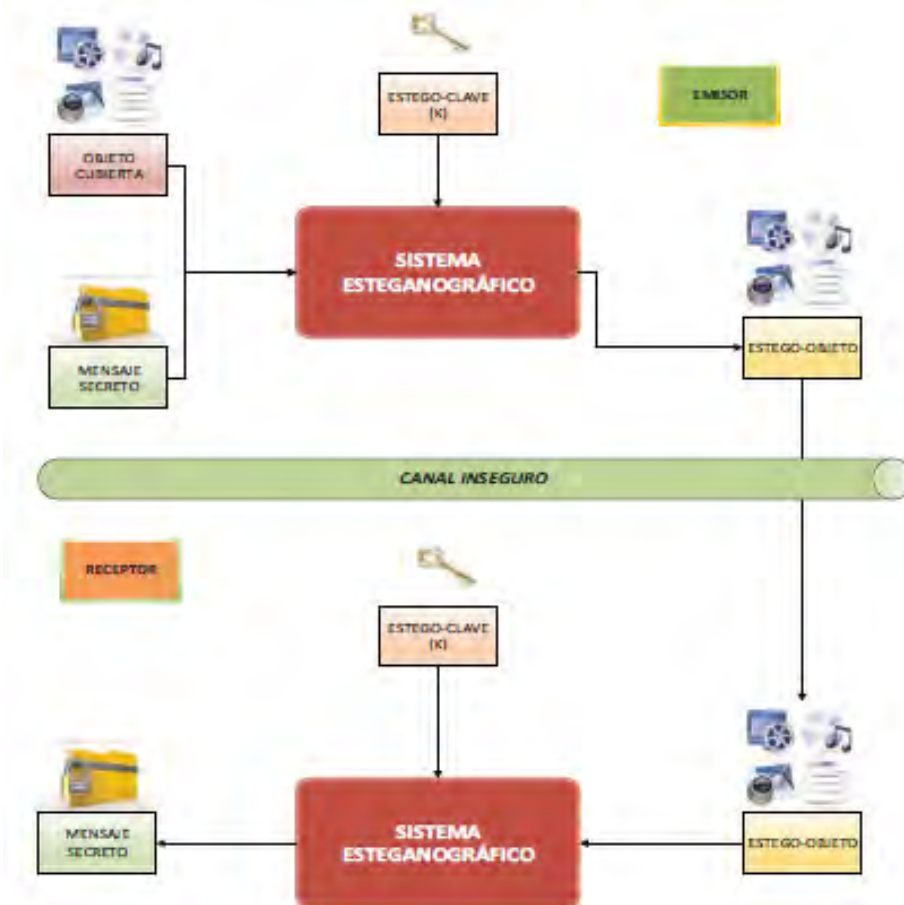 ESTEGO-CLAVE
(K)
EMISOR
OBJETO
CUBIERTA
SISTEMA
ESTEGANOGRÁFICO
MENSAJE
SECRETO
ESTEGO-OBJETO
CANAL INSEGURO
RECEPTOR
ESTEGO-CLAVE
(K)
MENSAJE
SECRETO
SISTEMA
ESTEGANOGRÁFICO
ESTEGO-OBJETO